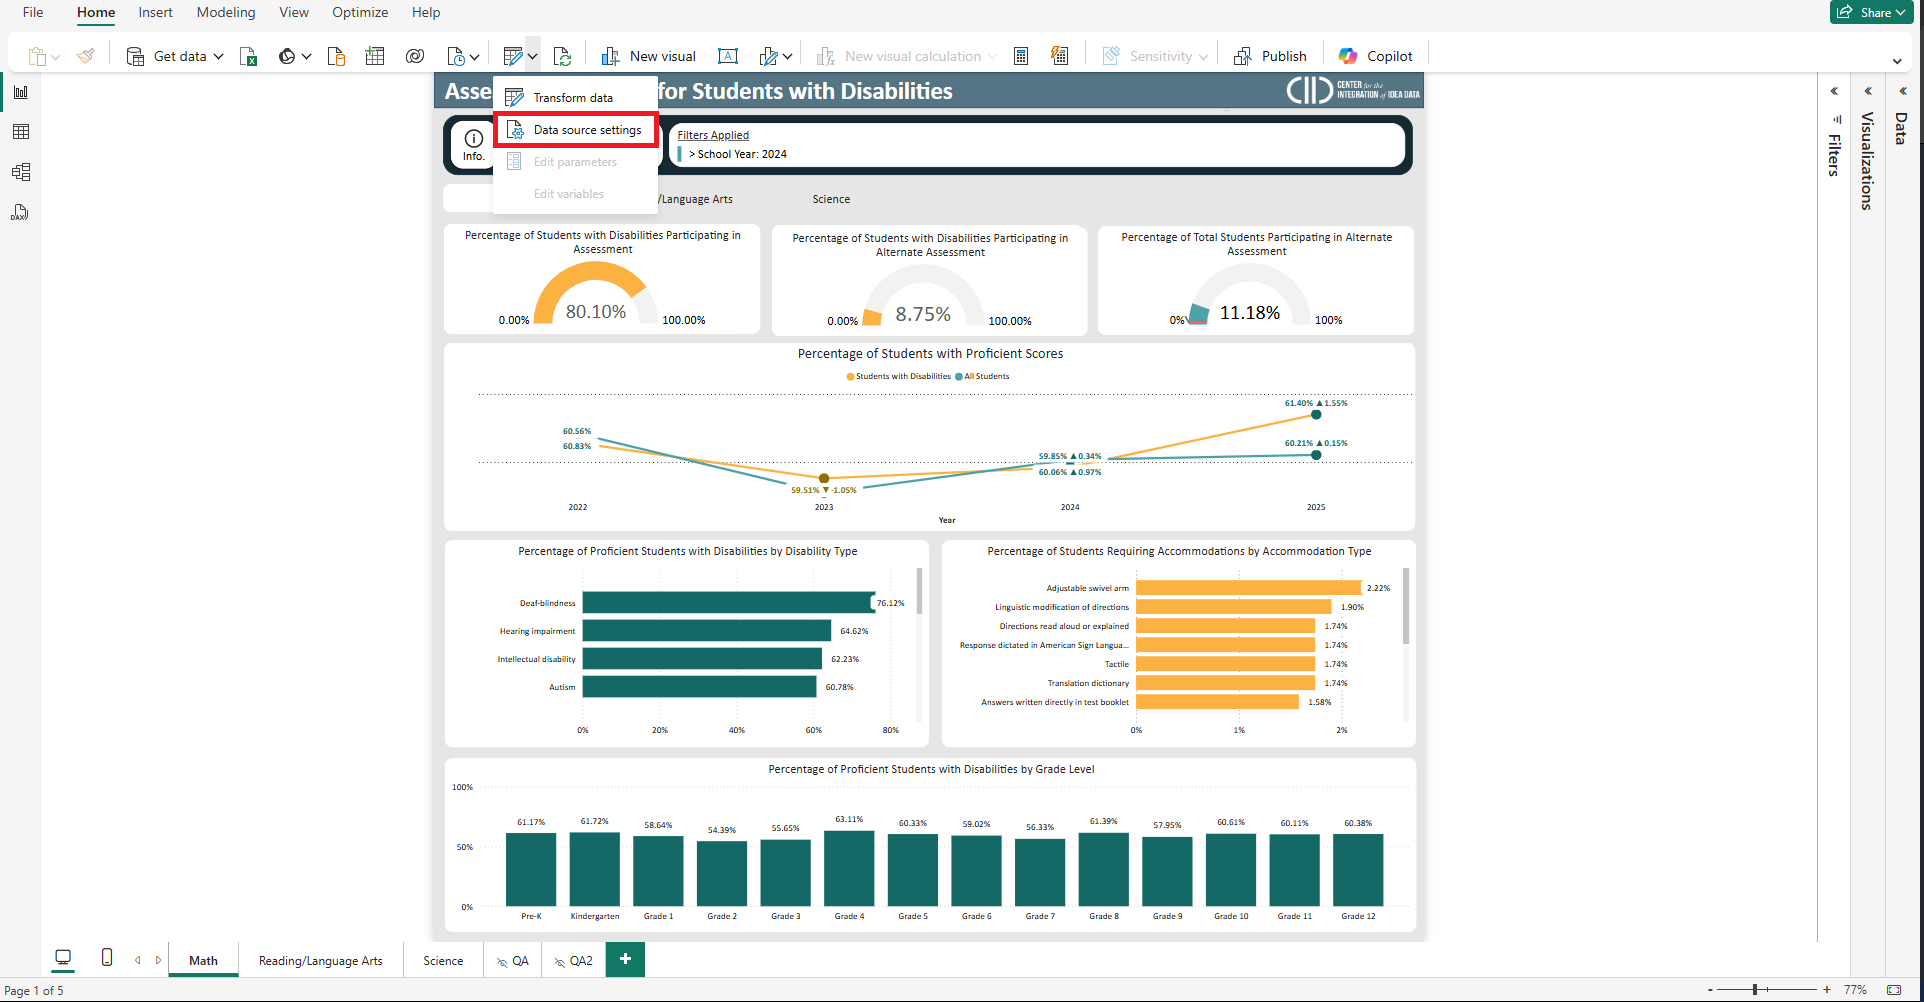 File Home Insert Modeling View Optimize Help Share
Get data New visual New visual calculation Sensitivity Publish Copilot
Transform data
Data source settings
Edit parameters
Edit variables
Asse for Students with Disabilities
CIID CENTER for the
INTEGRATION of IDEA DATA
Info.
Filters Applied
> School Year: 2024
/Language Arts Science
Percentage of Students with Disabilities Participating in
Assessment
80.10%
0.00% 100.00%
Percentage of Students with Disabilities Participating in
Alternate Assessment
8.75%
0.00% 100.00%
Percentage of Total Students Participating in Alternate
Assessment
11.18%
0% 100%
Percentage of Students with Proficient Scores
Students with Disabilities All Students
61.40% ▲1.55%
60.56%
60.83%
60.21% ▲0.15%
59.85% ▲0.34%
60.06% ▲0.97%
59.51% ▼-1.05%
2022 2023 2024 2025
Year
Percentage of Proficient Students with Disabilities by Disability Type
Deaf-blindness 76.12%
Hearing impairment 64.62%
Intellectual disability 62.23%
Autism 60.78%
0% 20% 40% 60% 80%
Percentage of Students Requiring Accommodations by Accommodation Type
Adjustable swivel arm 2.22%
Linguistic modification of directions 1.90%
Directions read aloud or explained 1.74%
Response dictated in American Sign Langua... 1.74%
Tactile 1.74%
Translation dictionary 1.74%
Answers written directly in test booklet 1.58%
0% 1% 2%
Percentage of Proficient Students with Disabilities by Grade Level
100%
50%
0%
61.17% 61.72% 58.64% 54.39% 55.65% 63.11% 60.33% 59.02% 56.33% 61.39% 57.95% 60.61% 60.11% 60.38%
Pre-K Kindergarten Grade 1 Grade 2 Grade 3 Grade 4 Grade 5 Grade 6 Grade 7 Grade 8 Grade 9 Grade 10 Grade 11 Grade 12
Filters
Visualizations
Data
Math Reading/Language Arts Science QA QA2 +
Page 1 of 5
- + 77%